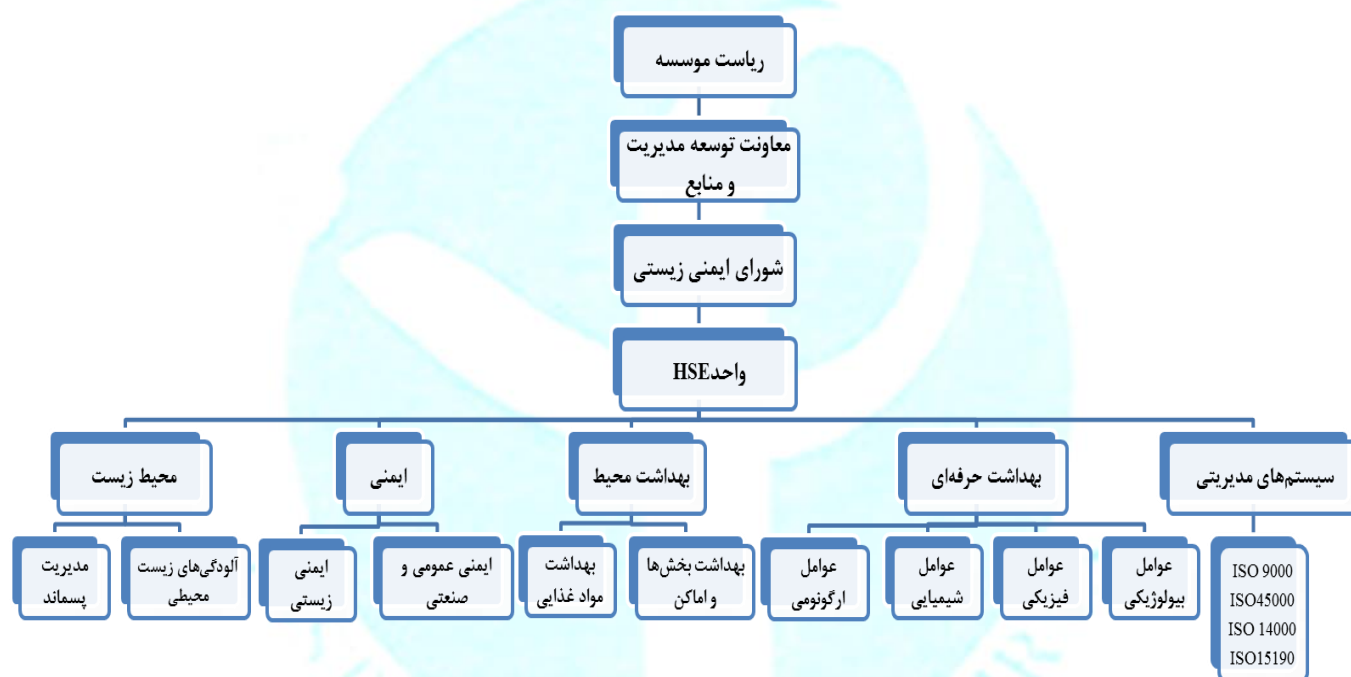 ریاست موسسه
معاونت توسعه مدیریت
و منابع
شورای ایمنی زیستی
واحدHSE
سیستم‌های مدیریتی
بهداشت حرفه‌ای
بهداشت محیط
ایمنی
محیط زیست
ISO 9000
ISO45000
ISO 14000
ISO15190
عوامل
بیولوژیکی
عوامل
فیزیکی
عوامل
شیمیایی
عوامل
ارگونومی
بهداشت بخش‌ها
و اماکن
بهداشت
مواد غذایی
ایمنی عمومی و
صنعتی
ایمنی
زیستی
آلودگی‌های زیست
محیطی
مدیریت
پسماند